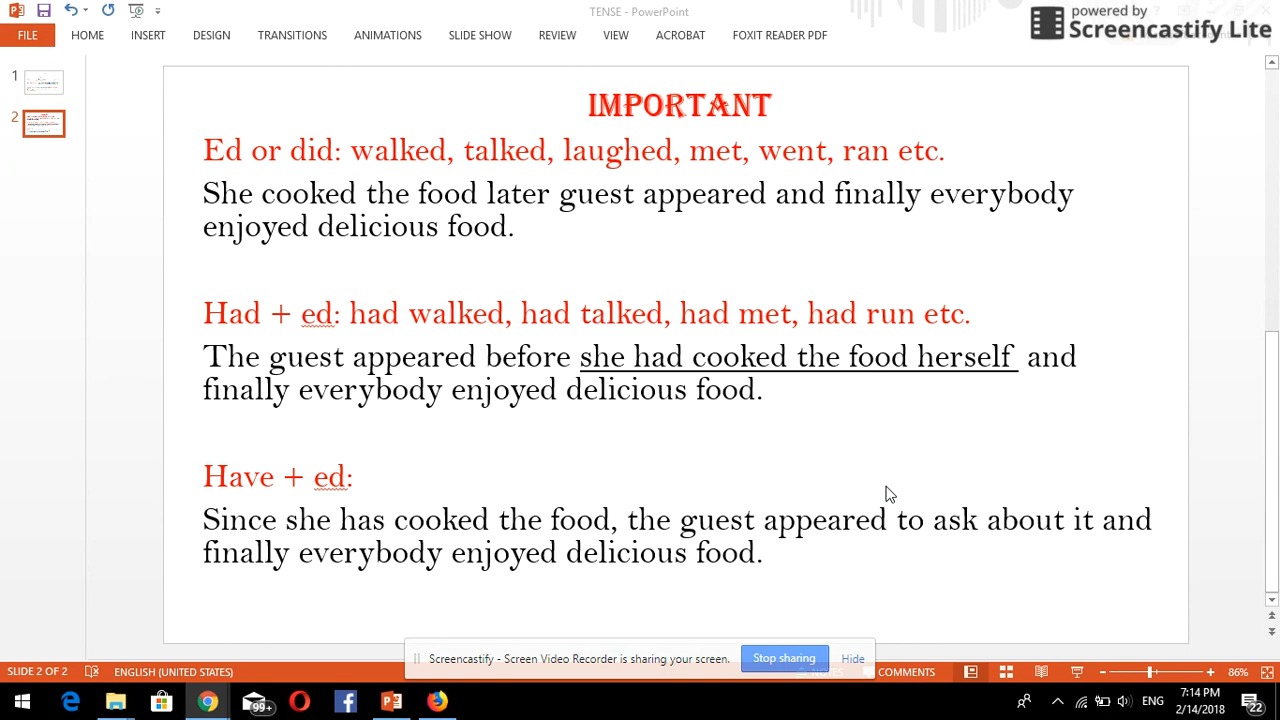 TENSE - PowerPoint
powered by
Screencastify Lite
FILE HOME INSERT DESIGN TRANSITIONS ANIMATIONS SLIDE SHOW REVIEW VIEW ACROBAT FOXIT READER PDF
1
2
IMPORTANT
Ed or did: walked, talked, laughed, met, went, ran etc.
She cooked the food later guest appeared and finally everybody
enjoyed delicious food.
Had + ed: had walked, had talked, had met, had run etc.
The guest appeared before she had cooked the food herself and
finally everybody enjoyed delicious food.
Have + ed:
Since she has cooked the food, the guest appeared to ask about it and
finally everybody enjoyed delicious food.
Screencastify - Screen Video Recorder is sharing your screen. Stop sharing Hide
SLIDE 2 OF 2 ENGLISH (UNITED STATES) COMMENTS 86%
99+ ENG 7:14 PM
2/14/2018 22